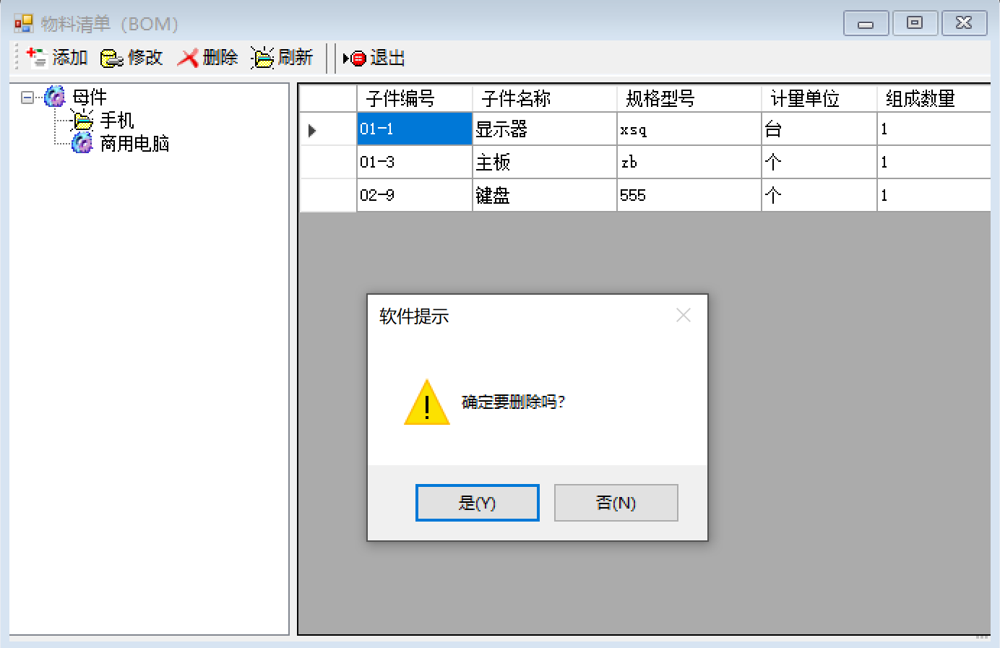 物料清单（BOM）
添加 修改 删除 刷新 退出
母件
手机
商用电脑
子件编号 子件名称 规格型号 计量单位 组成数量
01-1 显示器 xsq 台 1
01-3 主板 zb 个 1
02-9 键盘 555 个 1
软件提示
确定要删除吗?
是(Y) 否(N)